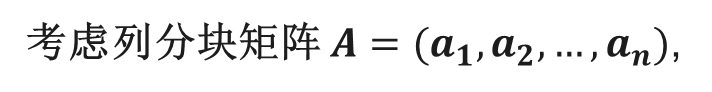 考虑列分块矩阵 A = (a₁, a₂, …, aₙ),